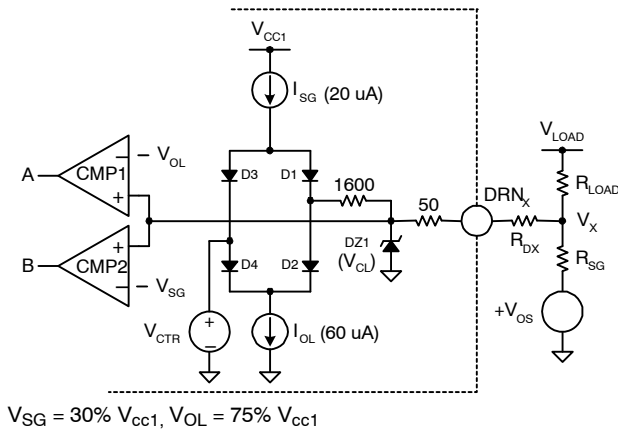 V_CC1
I_SG (20 uA)
V_LOAD
A
CMP1
– V_OL
+
D3
D1
1600
50
DRN_X
R_LOAD
V_X
R_DX
B
CMP2
+
– V_SG
D4
D2
DZ1
(V_CL)
R_SG
V_CTR
+
–
I_OL (60 uA)
+V_OS
V_SG = 30% V_cc1, V_OL = 75% V_cc1